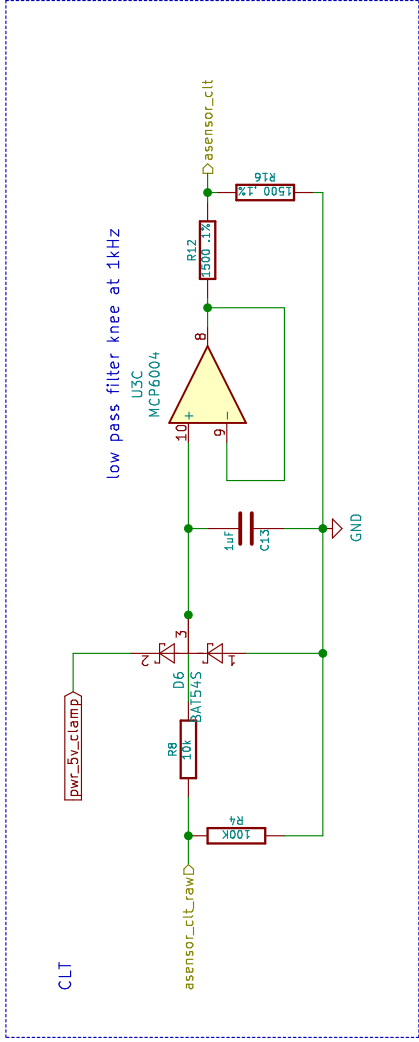 CLT
low pass filter knee at 1kHz
asensor_clt
R16
1500 .1%
R12
1500 .1%
8
U3C
MCP6004
+
-
10
9
1uF
C13
GND
3
2
1
D6
BAT54S
pwr_5v_clamp
R8
10k
R4
100K
asensor_clt_raw